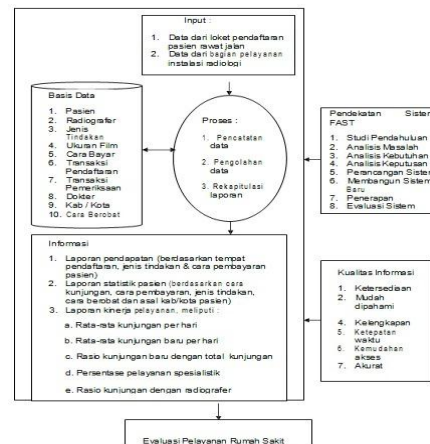 Input :
1. Data dari loket pendaftaran
pasien rawat jalan
2. Data dari bagian pelayanan
instalasi radiologi
Basis Data
1. Pasien
2. Radiografer
3. Jenis
Tindakan
4. Ukuran Film
5. Cara Bayar
6. Transaksi
Pendaftaran
7. Transaksi
Pemeriksaan
8. Dokter
9. Kab / Kota
10. Cara Berobat
Proses :
1. Pencatatan
data
2. Pengolahan
data
3. Rekapitulasi
laporan
Pendekatan Sistem
FAST
1. Studi Pendahuluan
2. Analisis Masalah
3. Analisis Kebutuhan
4. Analisis Keputusan
5. Perancangan Sistem
6. Membangun Sistem
Baru
7. Penerapan
8. Evaluasi Sistem
Informasi
1. Laporan pendapatan (berdasarkan tempat
pendaftaran, jenis tindakan & cara pembayaran
pasien)
2. Laporan statistik pasien (berdasarkan cara
kunjungan, cara pembayaran, jenis tindakan,
cara berobat dan asal kab/kota pasien)
3. Laporan kinerja pelayanan, meliputi :
a. Rata-rata kunjungan per hari
b. Rata-rata kunjungan baru per hari
c. Rasio kunjungan baru dengan total kunjungan
d. Persentase pelayanan spesialistik
e. Rasio kunjungan dengan radiografer
Kualitas Informasi
1. Ketersediaan
2. Mudah
dipahami
4. Kelengkapan
5. Ketepatan
waktu
6. Kemudahan
akses
7. Akurat
Evaluasi Pelayanan Rumah Sakit